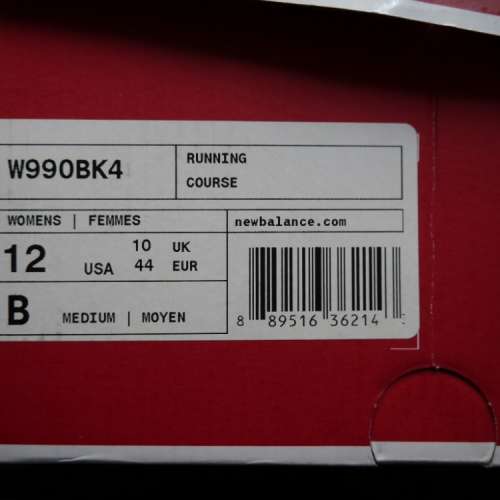 W990BK4
RUNNING
COURSE
WOMENS | FEMMES
newbalance.com
12 USA
10 UK
44 EUR
B MEDIUM | MOYEN
8 89516 36214